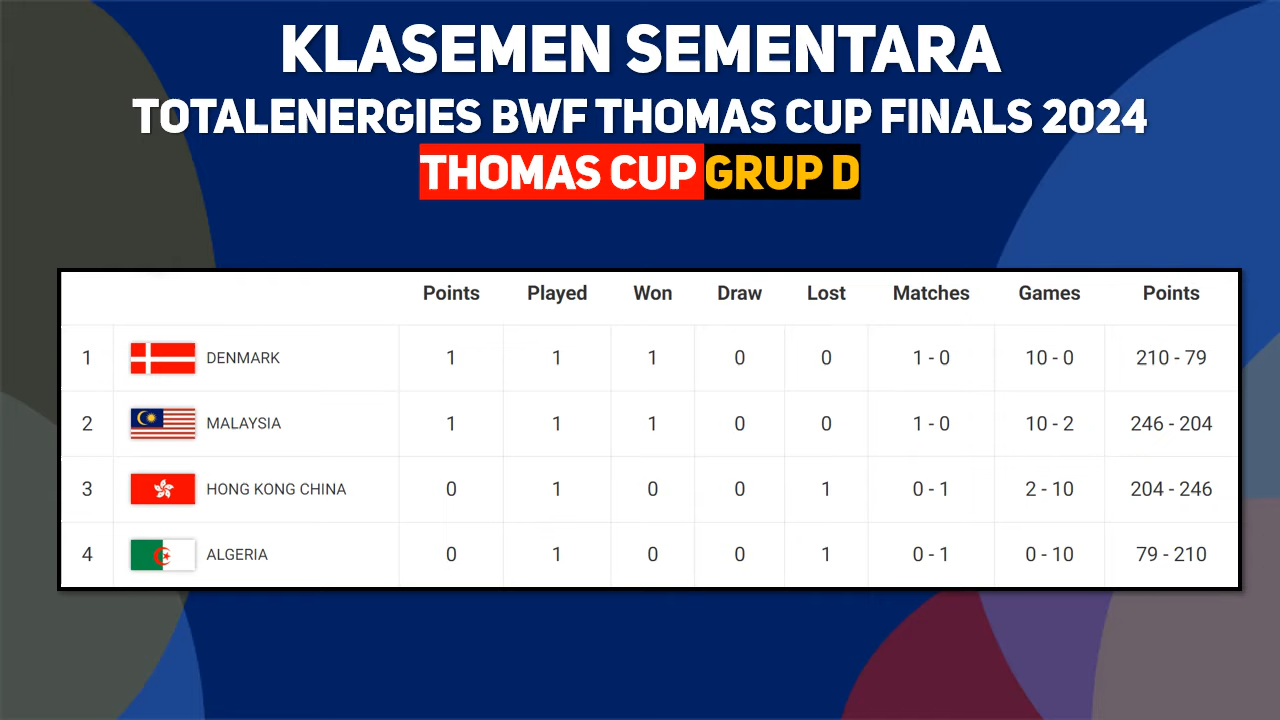 KLASEMEN SEMENTARA
TOTALENERGIES BWF THOMAS CUP FINALS 2024
THOMAS CUP GRUP D
Points Played Won Draw Lost Matches Games Points
1 DENMARK 1 1 1 0 0 1 - 0 10 - 0 210 - 79
2 MALAYSIA 1 1 1 0 0 1 - 0 10 - 2 246 - 204
3 HONG KONG CHINA 0 1 0 0 1 0 - 1 2 - 10 204 - 246
4 ALGERIA 0 1 0 0 1 0 - 1 0 - 10 79 - 210